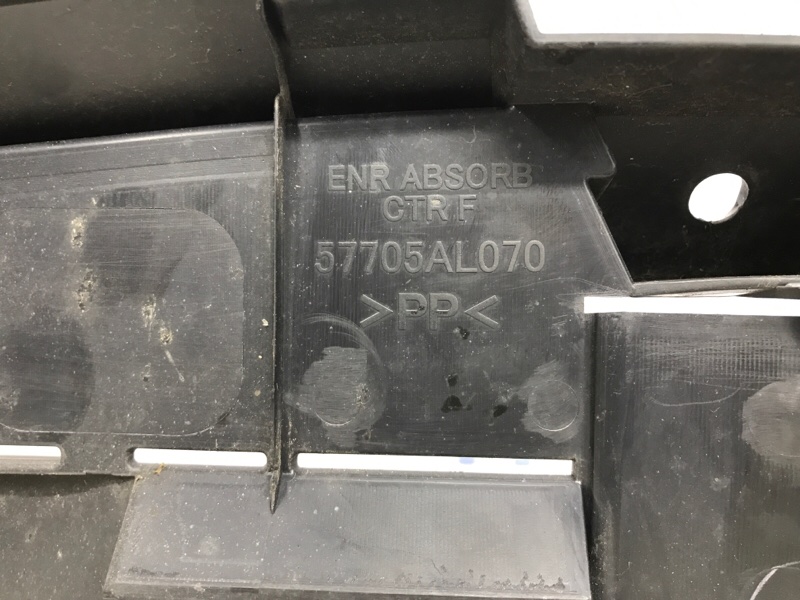 ENR ABSORB
CTR F
57705AL070
>PP<